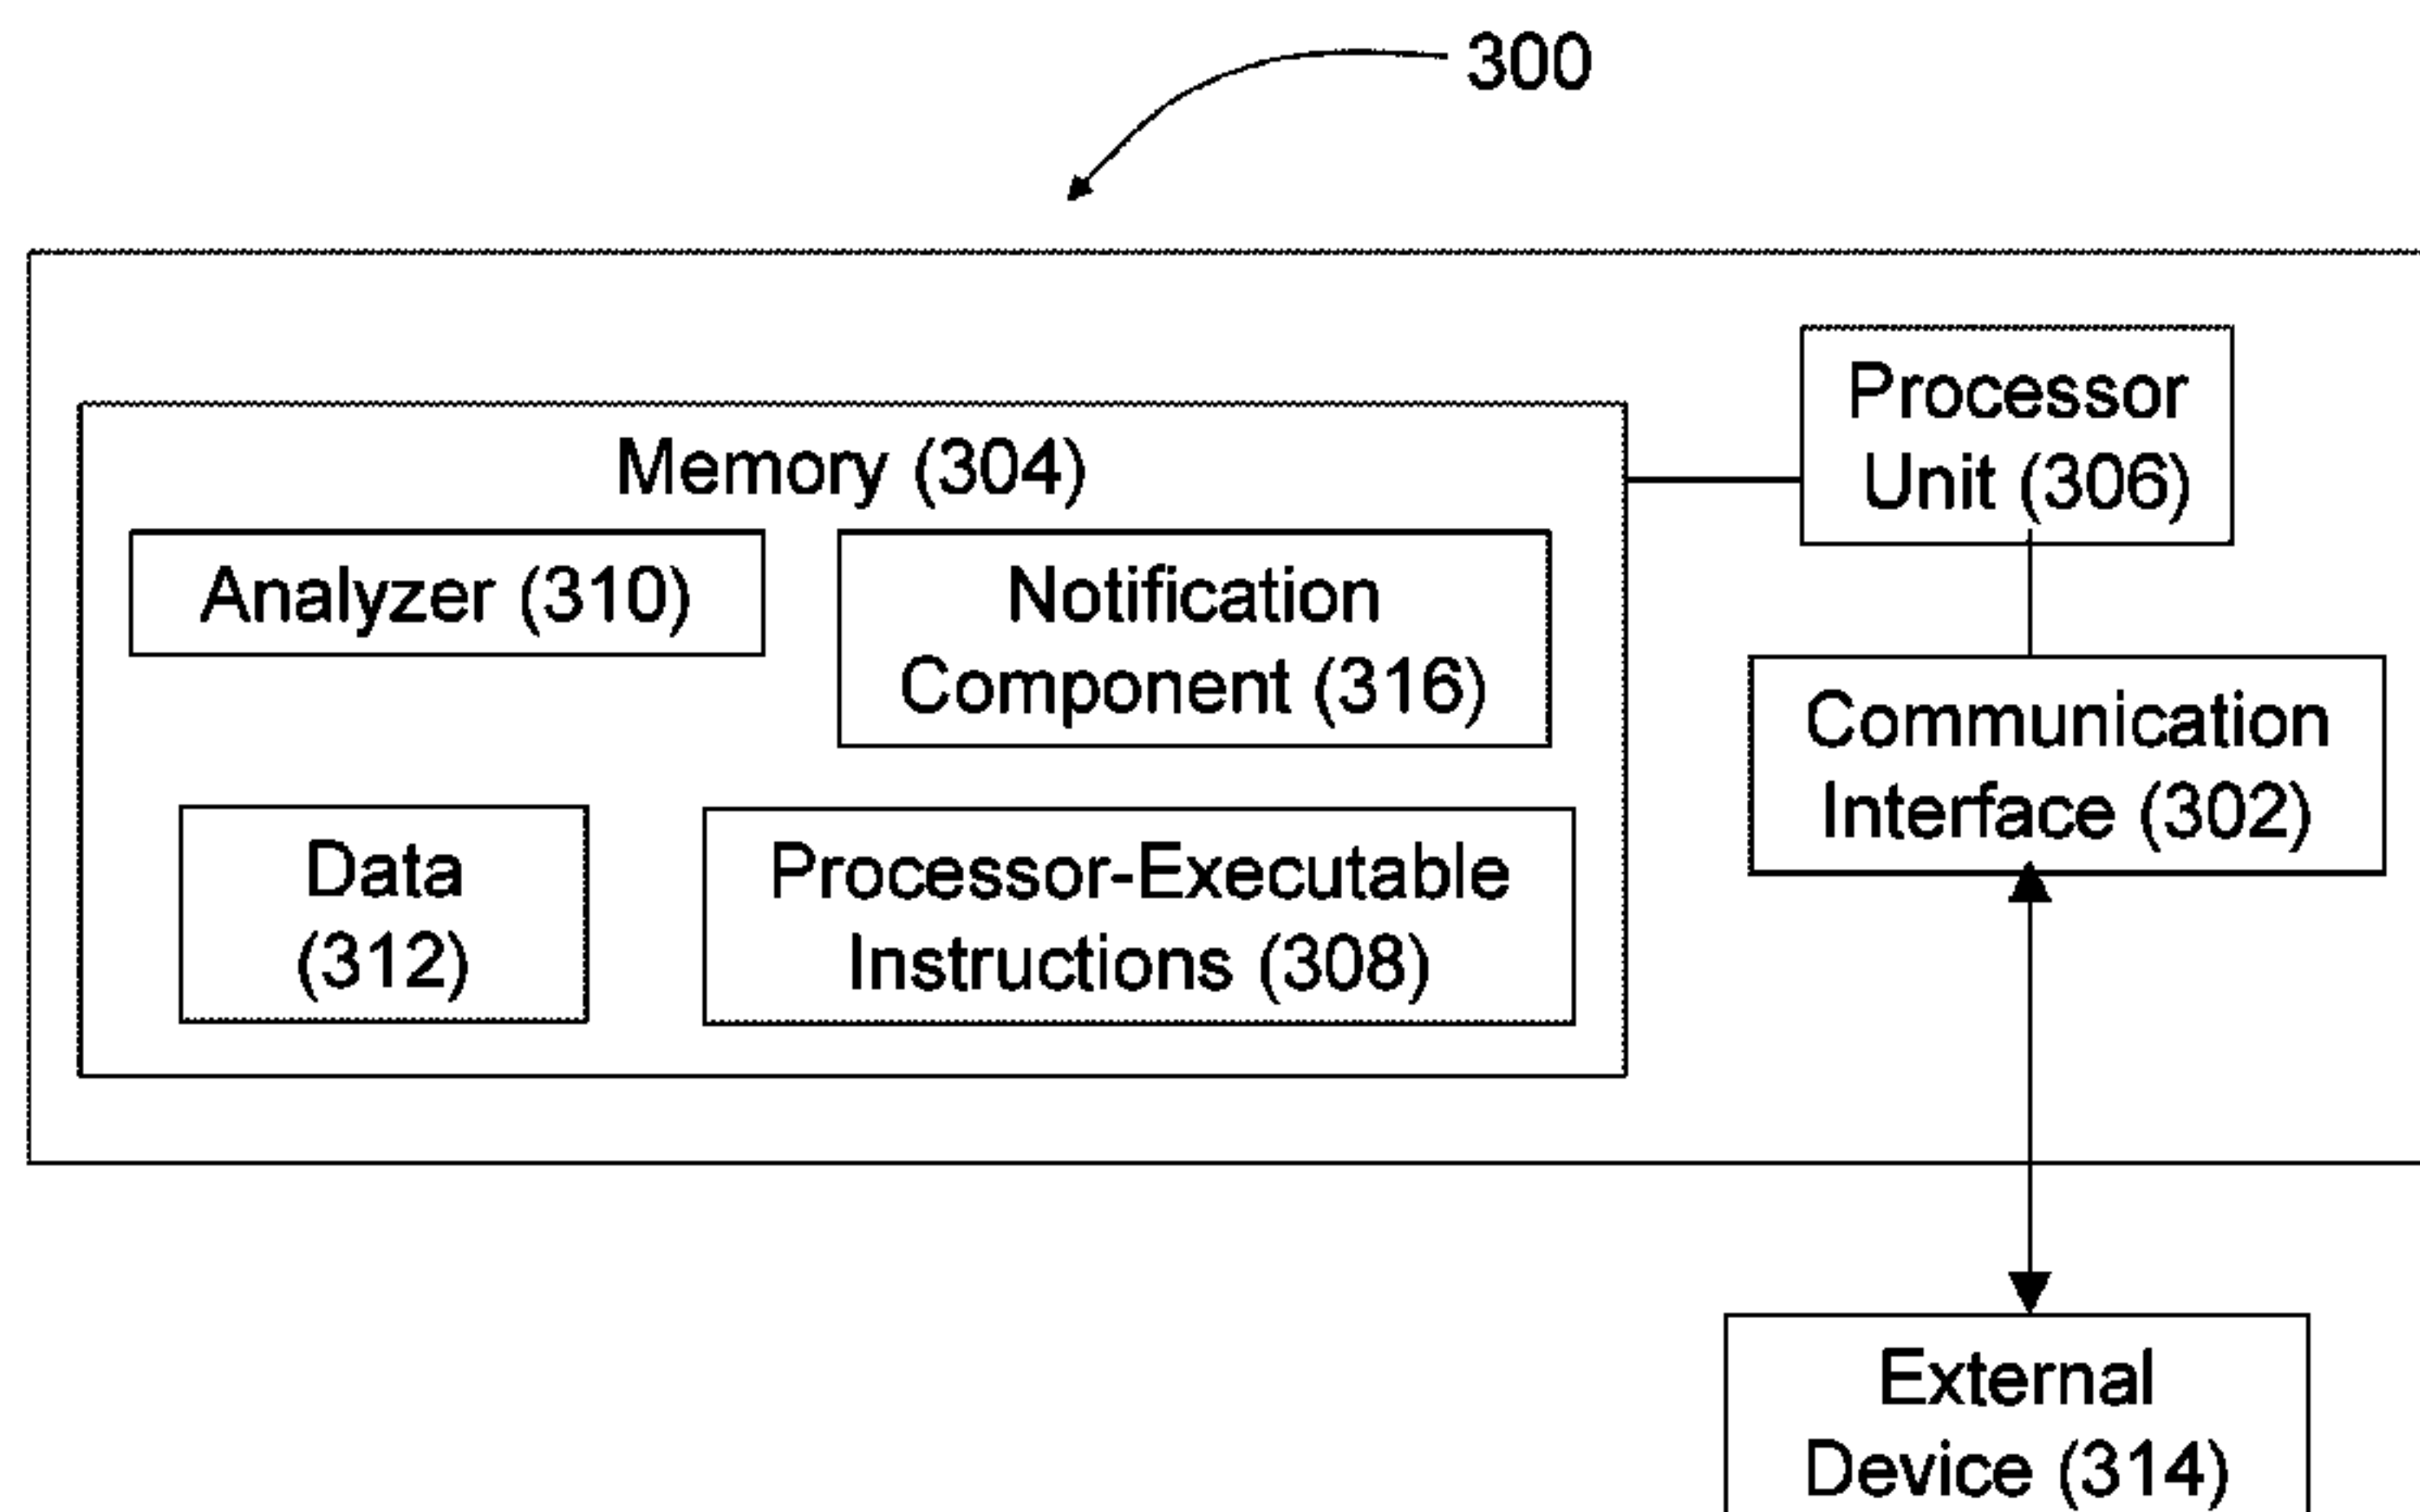 300
Processor
Unit (306)
Memory (304)
Analyzer (310)
Notification
Component (316)
Communication
Interface (302)
Data
(312)
Processor-Executable
Instructions (308)
External
Device (314)